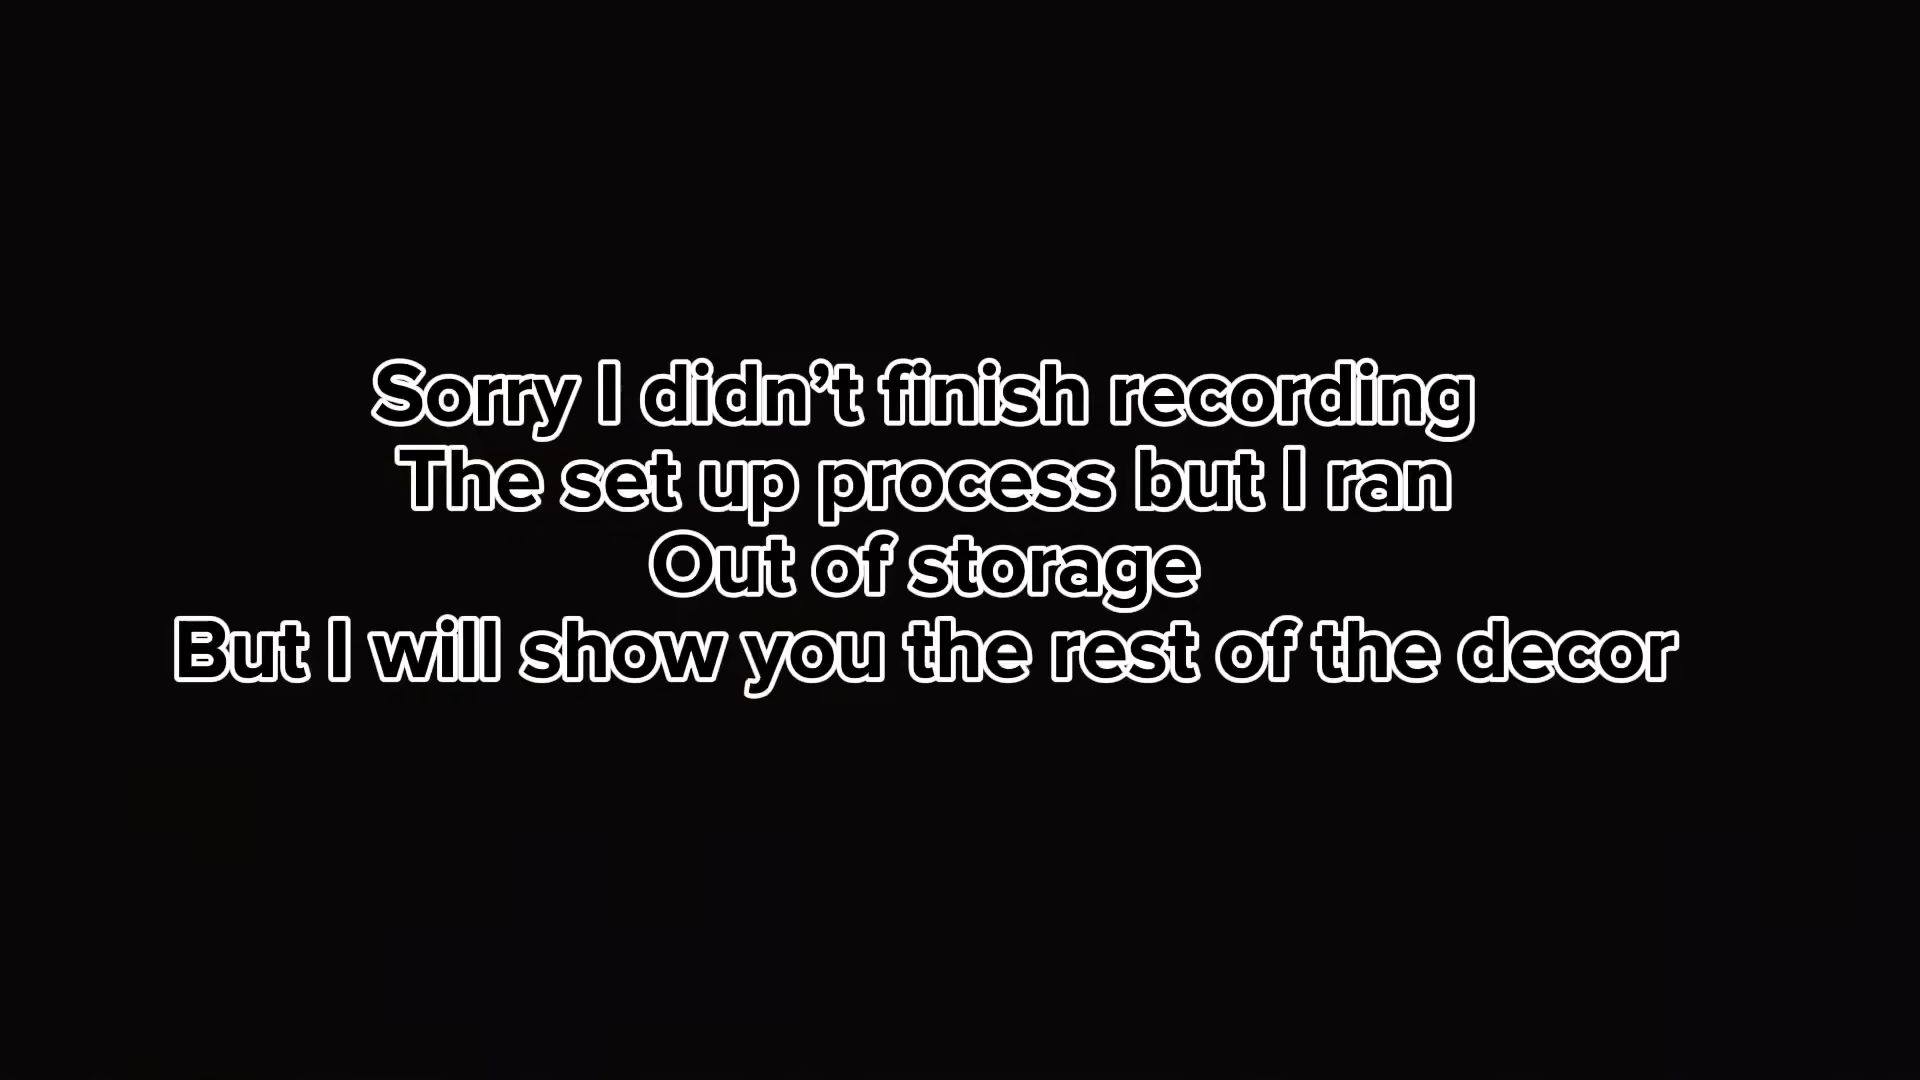 Sorry I didn’t finish recording
The set up process but I ran
Out of storage
But I will show you the rest of the decor